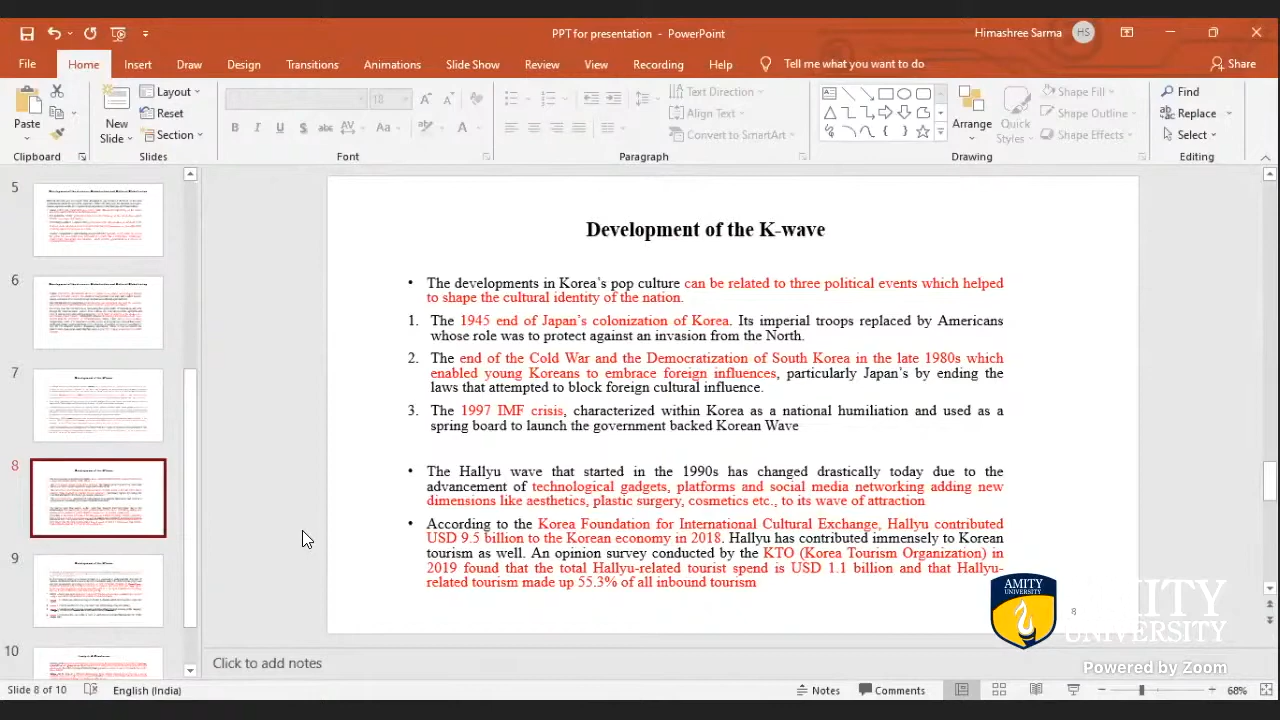 PPT for presentation - PowerPoint
Himashree Sarma HS
File Home Insert Draw Design Transitions Animations Slide Show Review View Recording Help Tell me what you want to do Share
Paste
New
Slide
Layout
Reset
Section
18
B I U S abc AV Aa A
Text Direction
Align Text
Convert to SmartArt
Arrange
Quick
Styles
Shape Fill
Shape Outline
Shape Effects
Find
Replace
Select
Clipboard Slides Font Paragraph Drawing Editing
5
6
7
8
9
10
Development of the K-wave
• The developments in Korea's pop culture can be related to three political events which helped
to shape the cultural identity of the nation.
1. The 1945 end of Japan's colonization of Korea. Its imperial troops replaced by Americans
whose role was to protect against an invasion from the North.
2. The end of the Cold War and the Democratization of South Korea in the late 1980s which
enabled young Koreans to embrace foreign influences, particularly Japan's by ending the
laws that attempted to block foreign cultural influence.
3. The 1997 IMF crisis, characterized within Korea as national humiliation and used as a
spring board to launch the government backed Korean Wave
• The Hallyu wave that started in the 1990s has changed drastically today due to the
advancement of technological gadgets, platforms and social media networking adding new
dimensions like aesthetics, plastic surgery, cosmetics etc. as its wave of attraction.
• According to the Korea Foundation for International Cultural Exchange, Hallyu contributed
USD 9.5 billion to the Korean economy in 2018. Hallyu has contributed immensely to Korean
tourism as well. An opinion survey conducted by the KTO (Korea Tourism Organization) in
2019 found that the total Hallyu-related tourist spend is USD 1.1 billion and that Hallyu-
related tourism made up 55.3% of all inbound tourism.
8
AMITY
UNIVERSITY
AMITY
UNIVERSITY
Powered by Zoom
Click to add notes
Slide 8 of 10 English (India) Notes Comments 68%